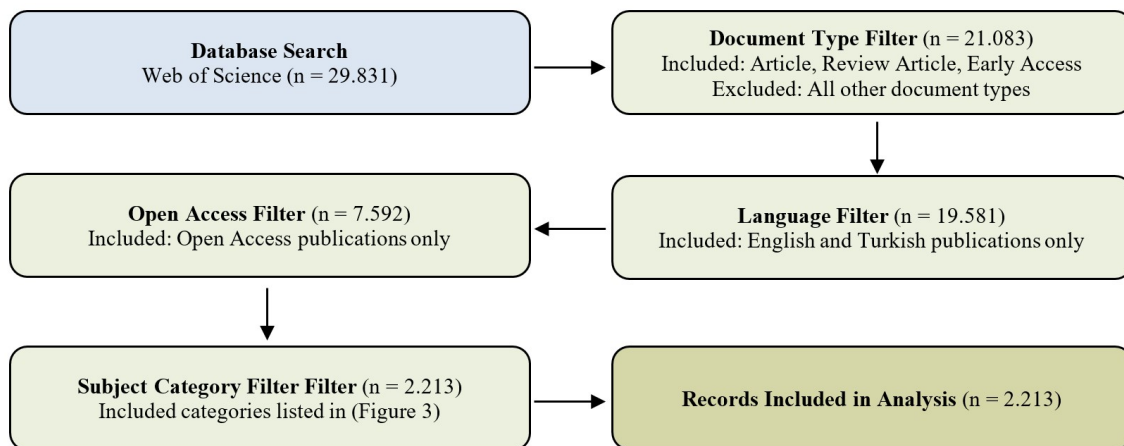 Database Search
Web of Science (n = 29.831)
Document Type Filter (n = 21.083)
Included: Article, Review Article, Early Access
Excluded: All other document types
Language Filter (n = 19.581)
Included: English and Turkish publications only
Open Access Filter (n = 7.592)
Included: Open Access publications only
Subject Category Filter Filter (n = 2.213)
Included categories listed in (Figure 3)
Records Included in Analysis (n = 2.213)